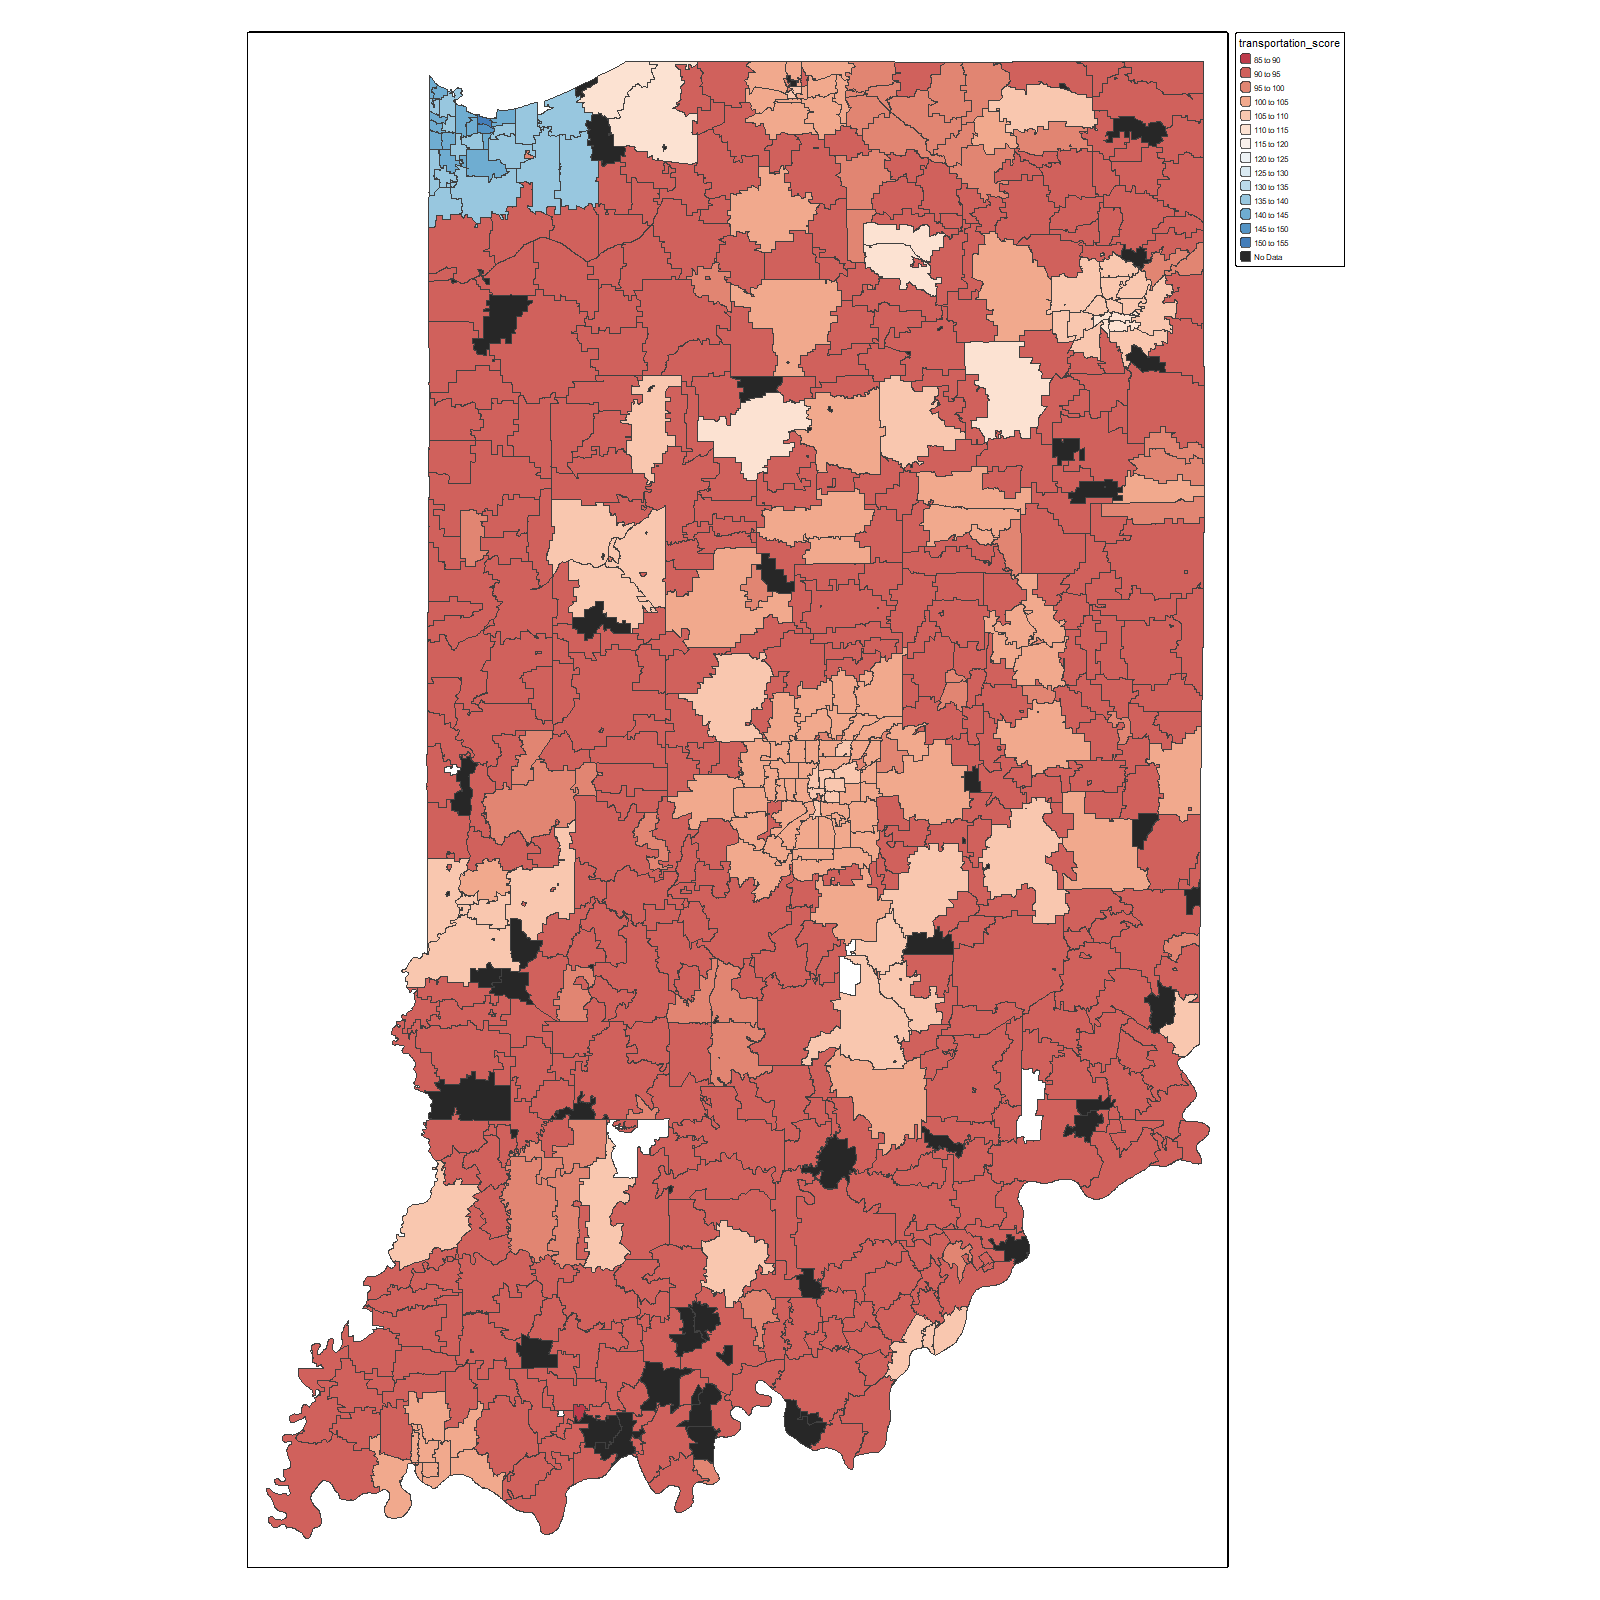 transportation_score
85 to 90
90 to 95
95 to 100
100 to 105
105 to 110
110 to 115
115 to 120
120 to 125
125 to 130
130 to 135
135 to 140
140 to 145
145 to 150
150 to 155
No Data